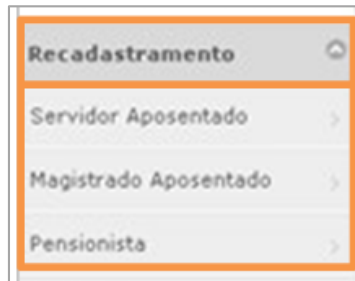 Recadastramento
Servidor Aposentado
Magistrado Aposentado
Pensionista